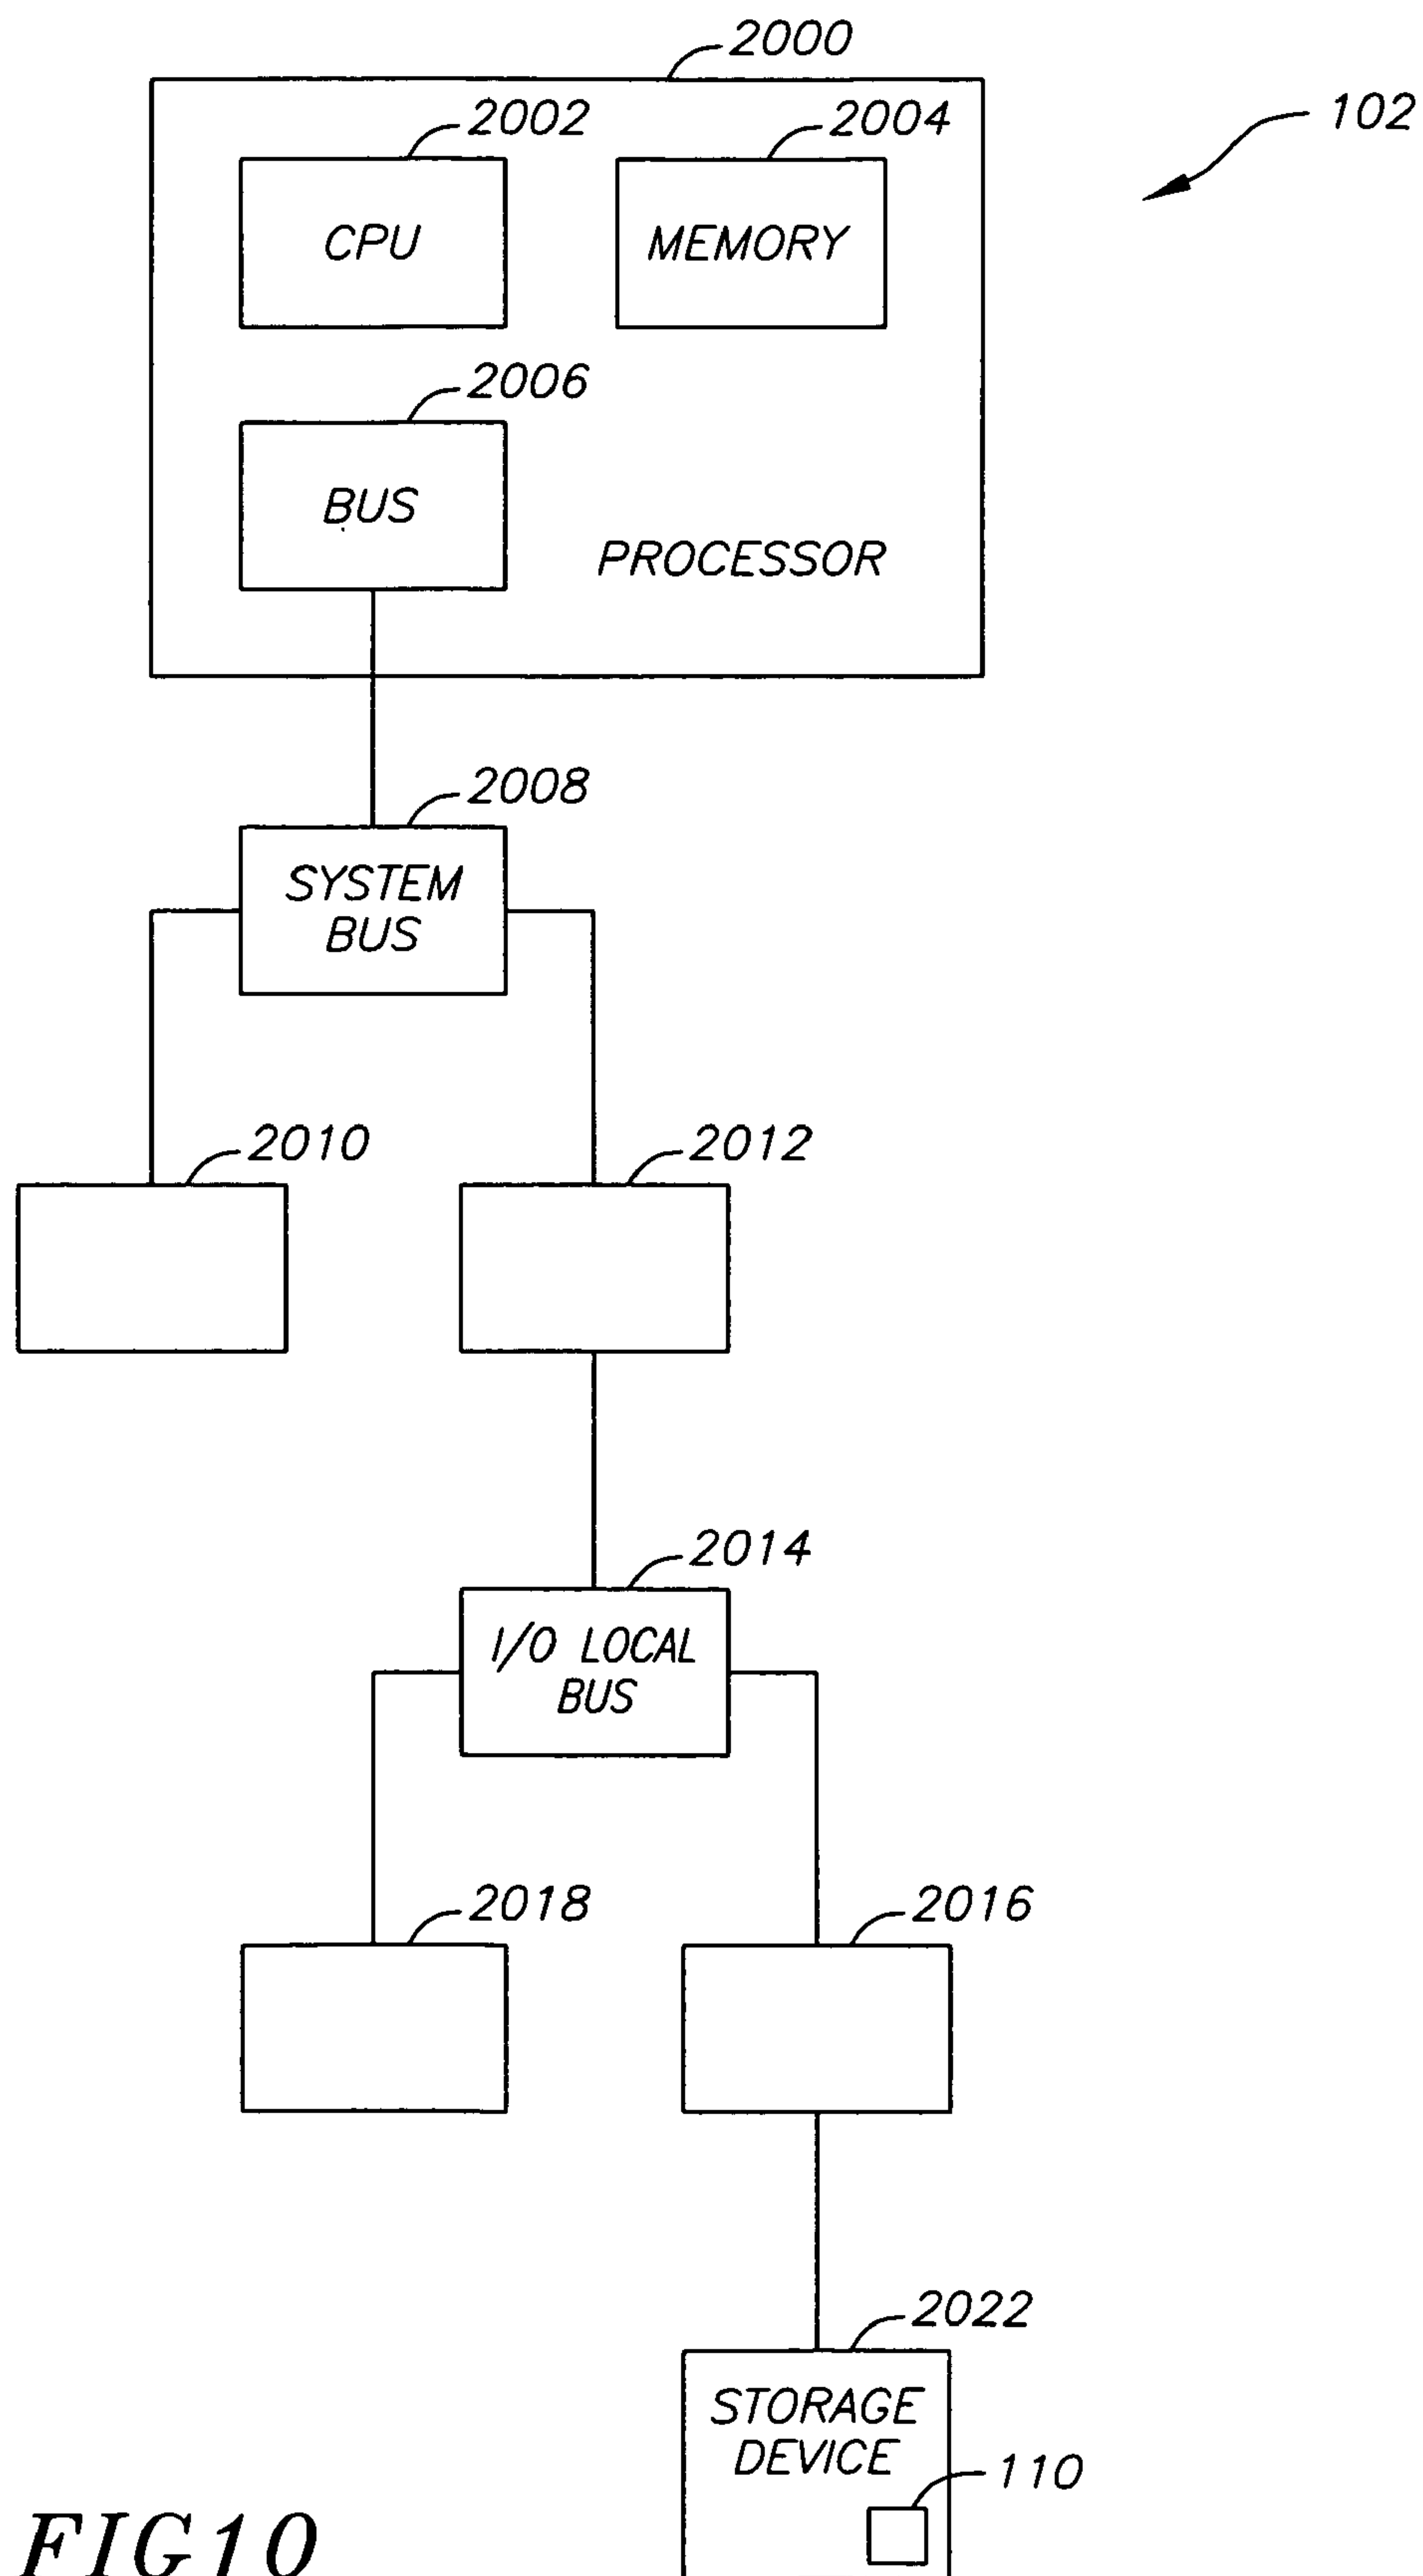 2000
102
2002
2004
CPU
MEMORY
2006
BUS
PROCESSOR
2008
SYSTEM
BUS
2010
2012
2014
I/O LOCAL
BUS
2018
2016
2022
STORAGE
DEVICE
110
FIG10